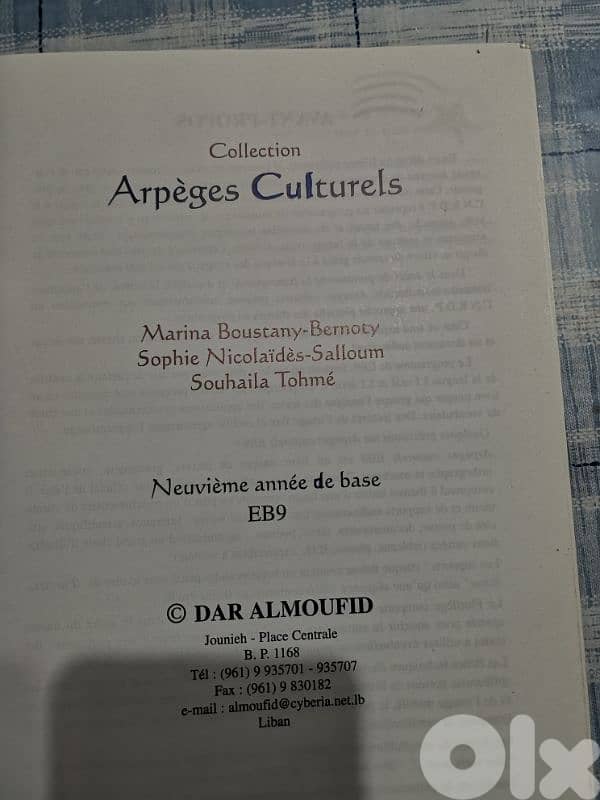 Collection
Arpèges Culturels
Marina Boustany-Bernoty
Sophie Nicolaïdès-Salloum
Souhaila Tohmé
Neuvième année de base
EB9
© DAR ALMOUFID
Jounieh - Place Centrale
B. P. 1168
Tél : (961) 9 935701 - 935707
Fax : (961) 9 830182
e-mail : almoufid@cyberia.net.lb
Liban
olx